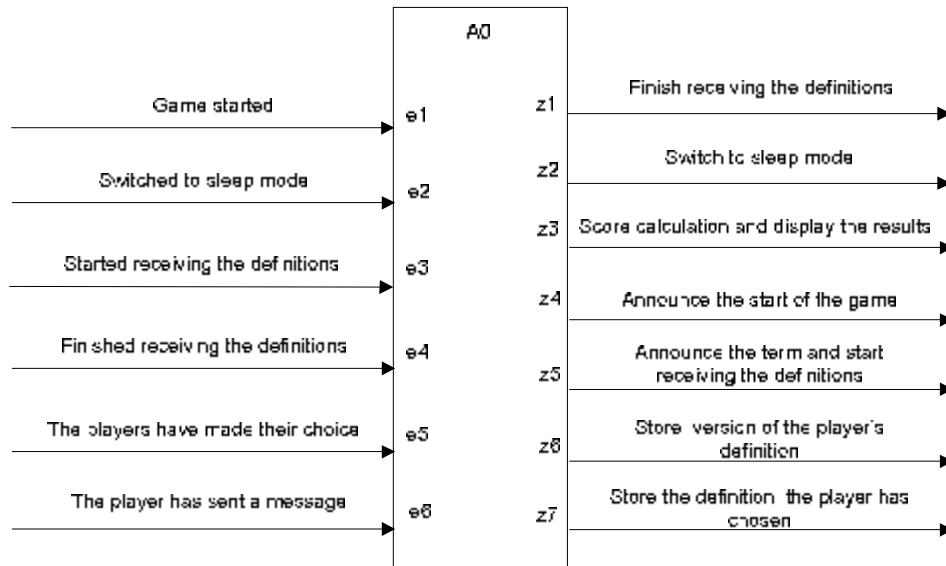 A0
Game started
e1
Switched to sleep mode
e2
Started receiving the definitions
e3
Finished receiving the definitions
e4
The players have made their choice
e5
The player has sent a message
e6
z1
Finish receiving the definitions
z2
Switch to sleep mode
z3
Score calculation and display the results
z4
Announce the start of the game
z5
Announce the term and start
receiving the definitions
z6
Store version of the player's
definition
z7
Store the definition the player has
chosen